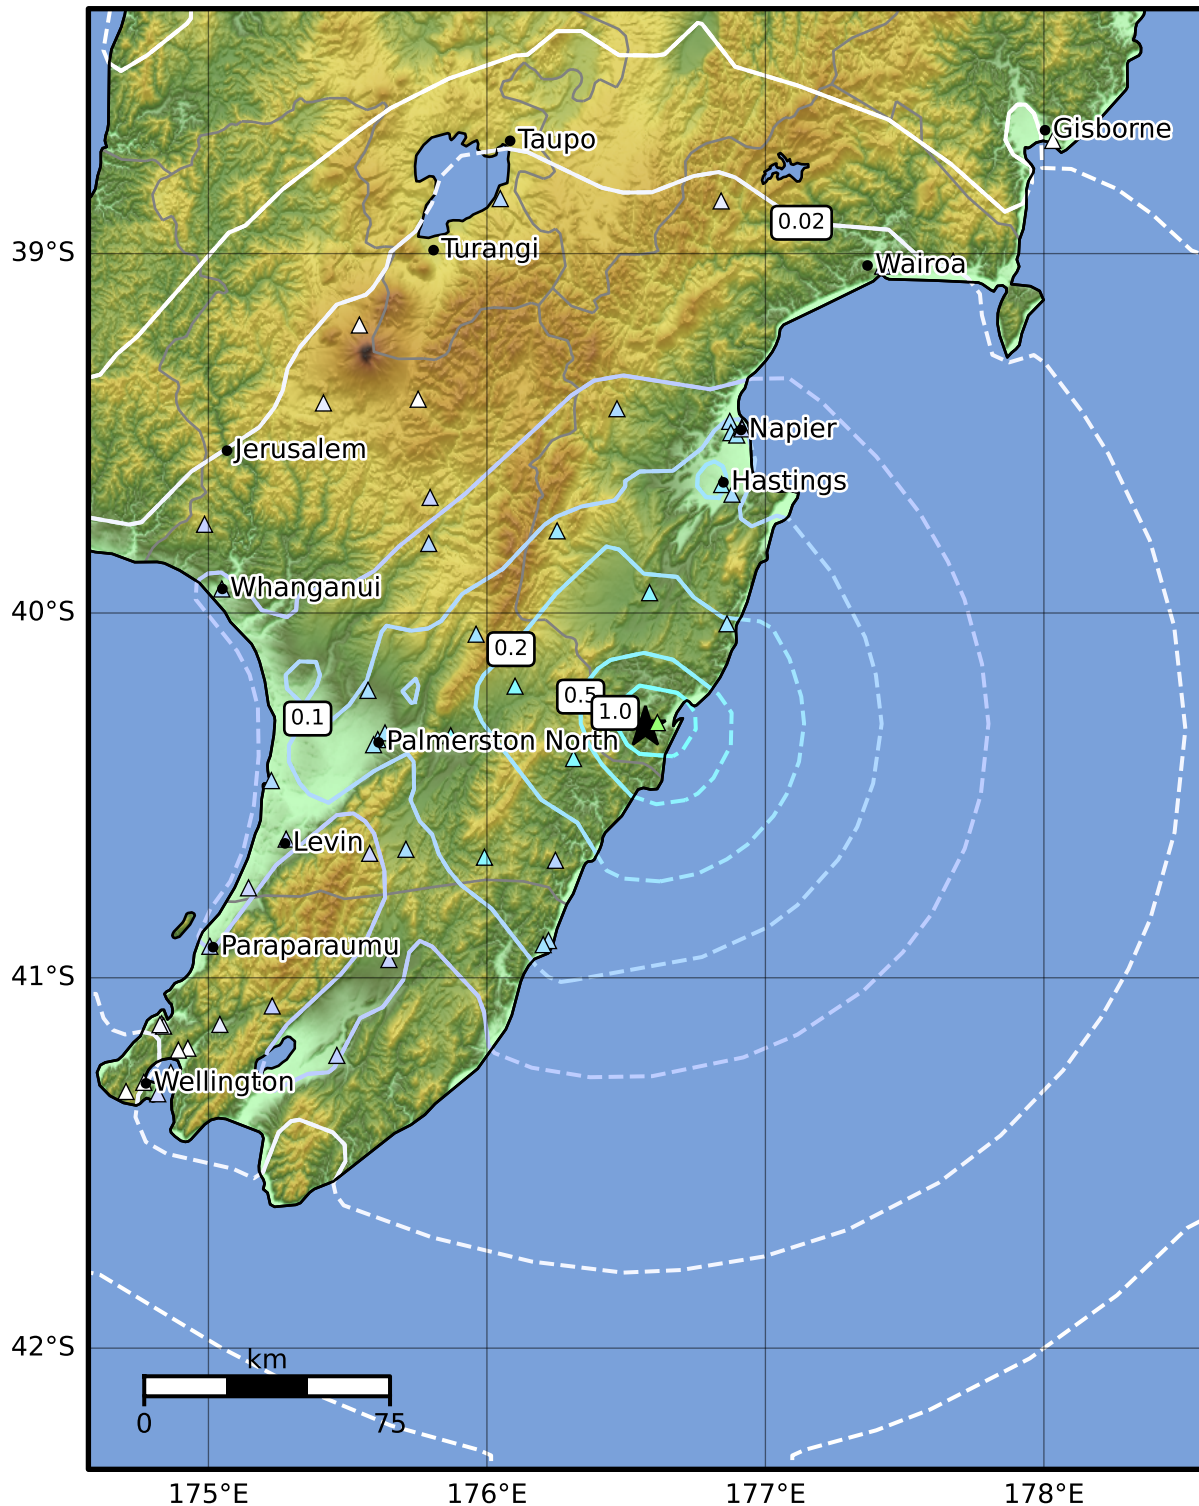 Taupo
Gisborne
0.02
39°S
Turangi
Wairoa
Napier
Jerusalem
Hastings
Whanganui
40°S
0.2
0.5
1.0
0.1
Palmerston North
Levin
Paraparaumu
41°S
Wellington
42°S
km
0
75
175°E
176°E
177°E
178°E